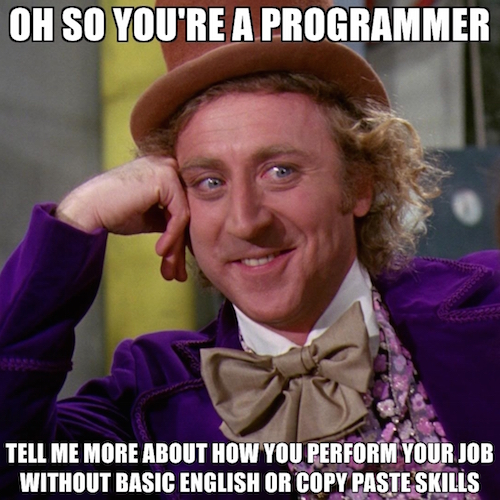 OH SO YOU'RE A PROGRAMMER
TELL ME MORE ABOUT HOW YOU PERFORM YOUR JOB
WITHOUT BASIC ENGLISH OR COPY PASTE SKILLS